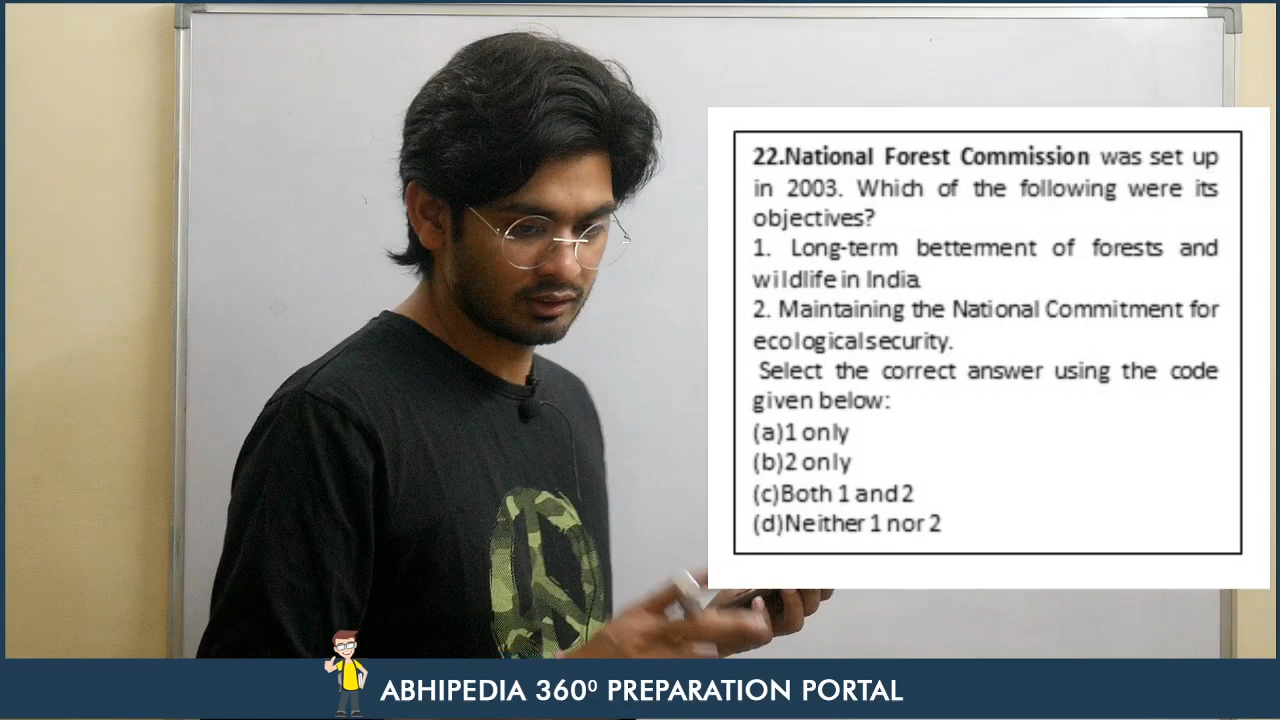 22.National Forest Commission was set up
in 2003. Which of the following were its
objectives?
1. Long-term betterment of forests and
wildlife in India.
2. Maintaining the National Commitment for
ecological security.
Select the correct answer using the code
given below:
(a)1 only
(b)2 only
(c)Both 1 and 2
(d)Neither 1 nor 2
ABHIPEDIA 360⁰ PREPARATION PORTAL